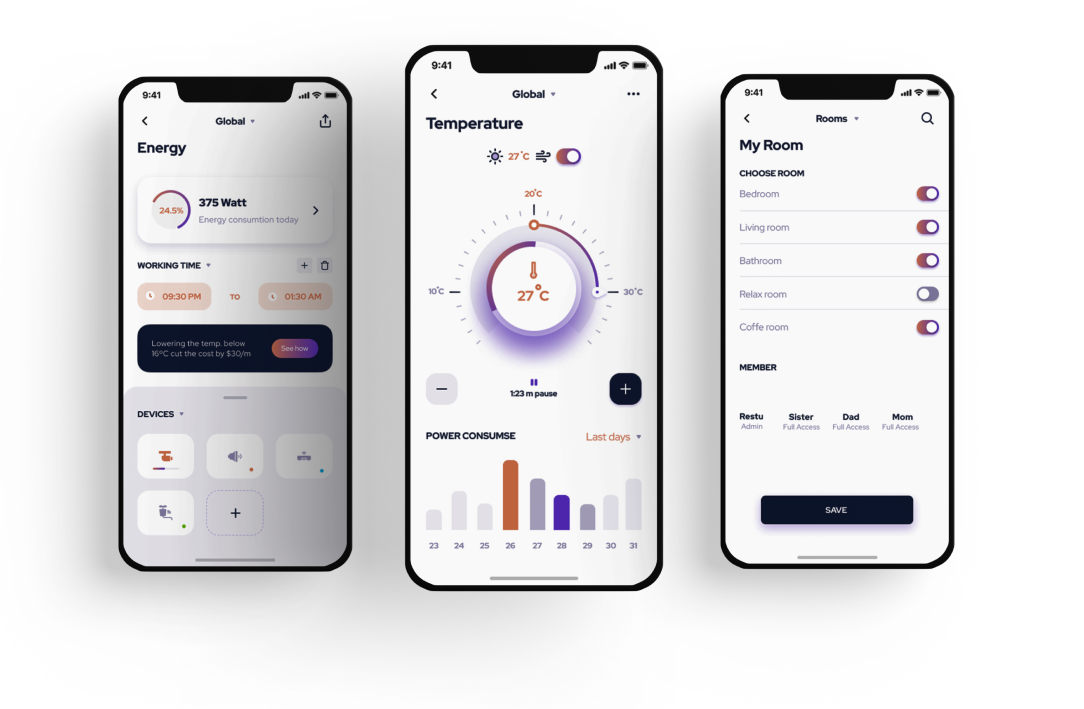 9:41
Global
Energy
24.5%
375 Watt
Energy consumtion today
WORKING TIME
09:30 PM
TO
01:30 AM
Lowering the temp. below
16°C cut the cost by $30/m
See how
DEVICES
9:41
Global
Temperature
27°C
20°C
10°C
27°C
30°C
1:23 m pause
POWER CONSUMSE
Last days
23 24 25 26 27 28 29 30 31
9:41
Rooms
My Room
CHOOSE ROOM
Bedroom
Living room
Bathroom
Relax room
Coffe room
MEMBER
Restu Sister Dad Mom
Admin Full Access Full Access Full Access
SAVE